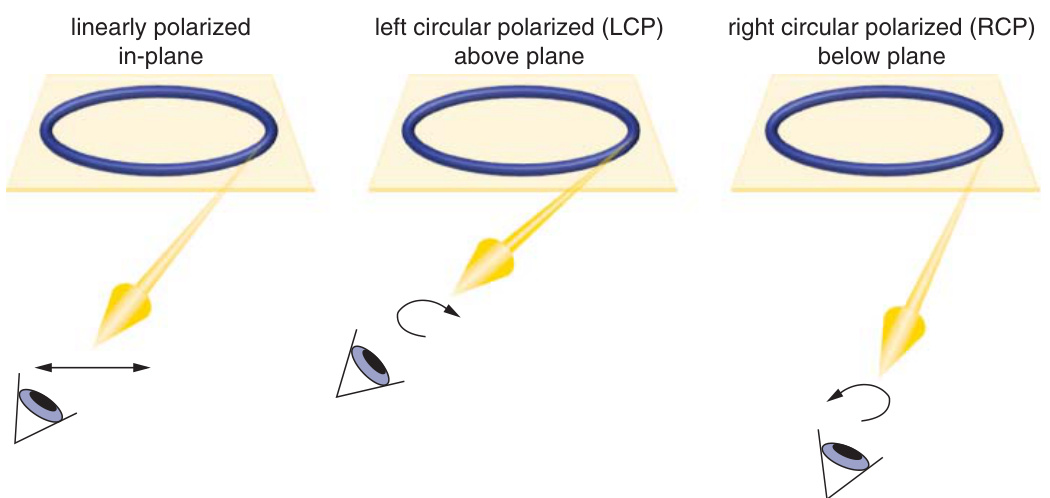 linearly polarized
in-plane
left circular polarized (LCP)
above plane
right circular polarized (RCP)
below plane